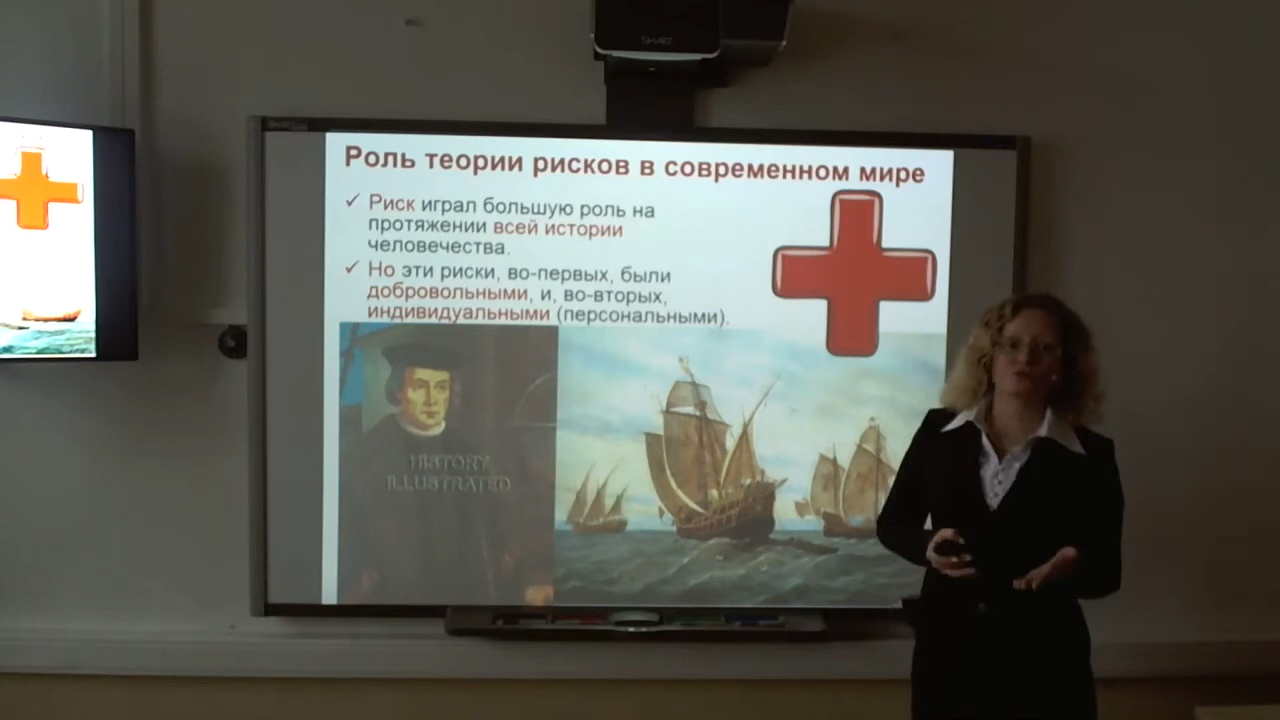 SMART
Роль теории рисков в современном мире
✓ Риск играл большую роль на
протяжении всей истории
человечества.
✓ Но эти риски, во-первых, были
добровольными, и, во-вторых,
индивидуальными (персональными).
HISTORY
ILLUSTRATED